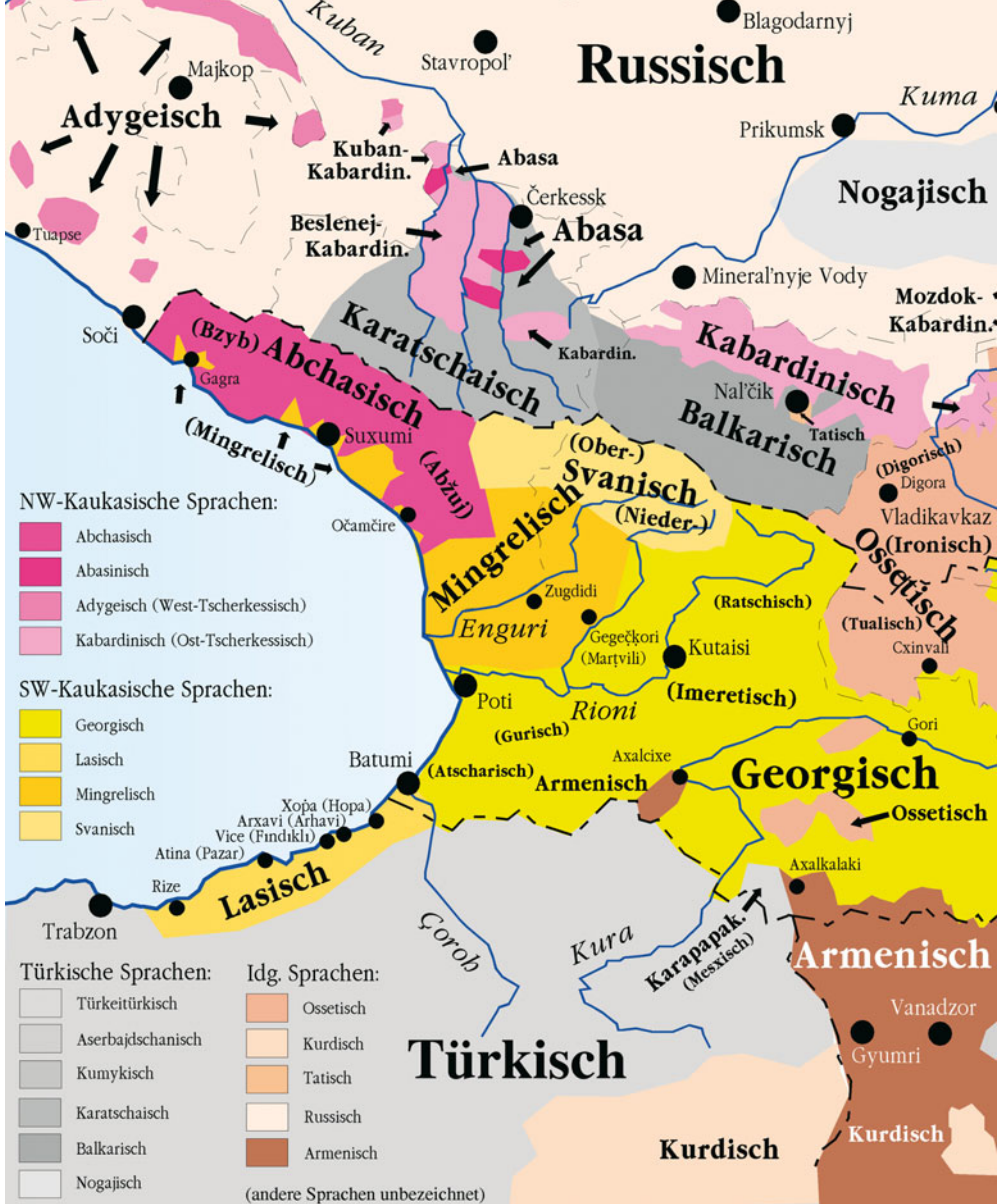 Kuban
Blagodarnyj
Stavropol'
Russisch
Majkop
Kuma
Adygeisch
Prikumsk
Kuban-
Kabardin.
Abasa
Nogajisch
Čerkessk
Beslenej-
Kabardin.
Abasa
Tuapse
Mineral'nyje Vody
Mozdok-
Kabardin.
Soči
(Bzyb) Abchasisch
Karatschaisch
Kabardin.
Kabardinisch
Gagra
Nal'čik
Tatisch
Balkarisch
(Mingrelisch)
Suxumi
(Abžuj)
(Ober-)
Svanisch
(Nieder-)
(Digorisch)
Digora
Vladikavkaz
(Ironisch)
Ossetisch
(Tualisch)
Cxinvali
Očamčire
Mingrelisch
Zugdidi
Enguri
Gegečḳori
(Marṭvili)
(Ratschisch)
Kutaisi
(Imeretisch)
Poti
Rioni
(Gurisch)
Gori
Batumi
(Atscharisch)
Armenisch
Axalcixe
Georgisch
Ossetisch
Xopa (Hopa)
Arxavi (Arhavi)
Vice (Fındıklı)
Atina (Pazar)
Rize
Lasisch
Trabzon
Axalkalaki
Çoroh
Kura
Karapapak.
(Mesxisch)
Armenisch
Vanadzor
Gyumri
Türkisch
Kurdisch
Kurdisch
NW-Kaukasische Sprachen:
Abchasisch
Abasinisch
Adygeisch (West-Tscherkessisch)
Kabardinisch (Ost-Tscherkessisch)
SW-Kaukasische Sprachen:
Georgisch
Lasisch
Mingrelisch
Svanisch
Türkische Sprachen:
Türkeitürkisch
Aserbajdschanisch
Kumykisch
Karatschaisch
Balkarisch
Nogajisch
Idg. Sprachen:
Ossetisch
Kurdisch
Tatisch
Russisch
Armenisch
(andere Sprachen unbezeichnet)